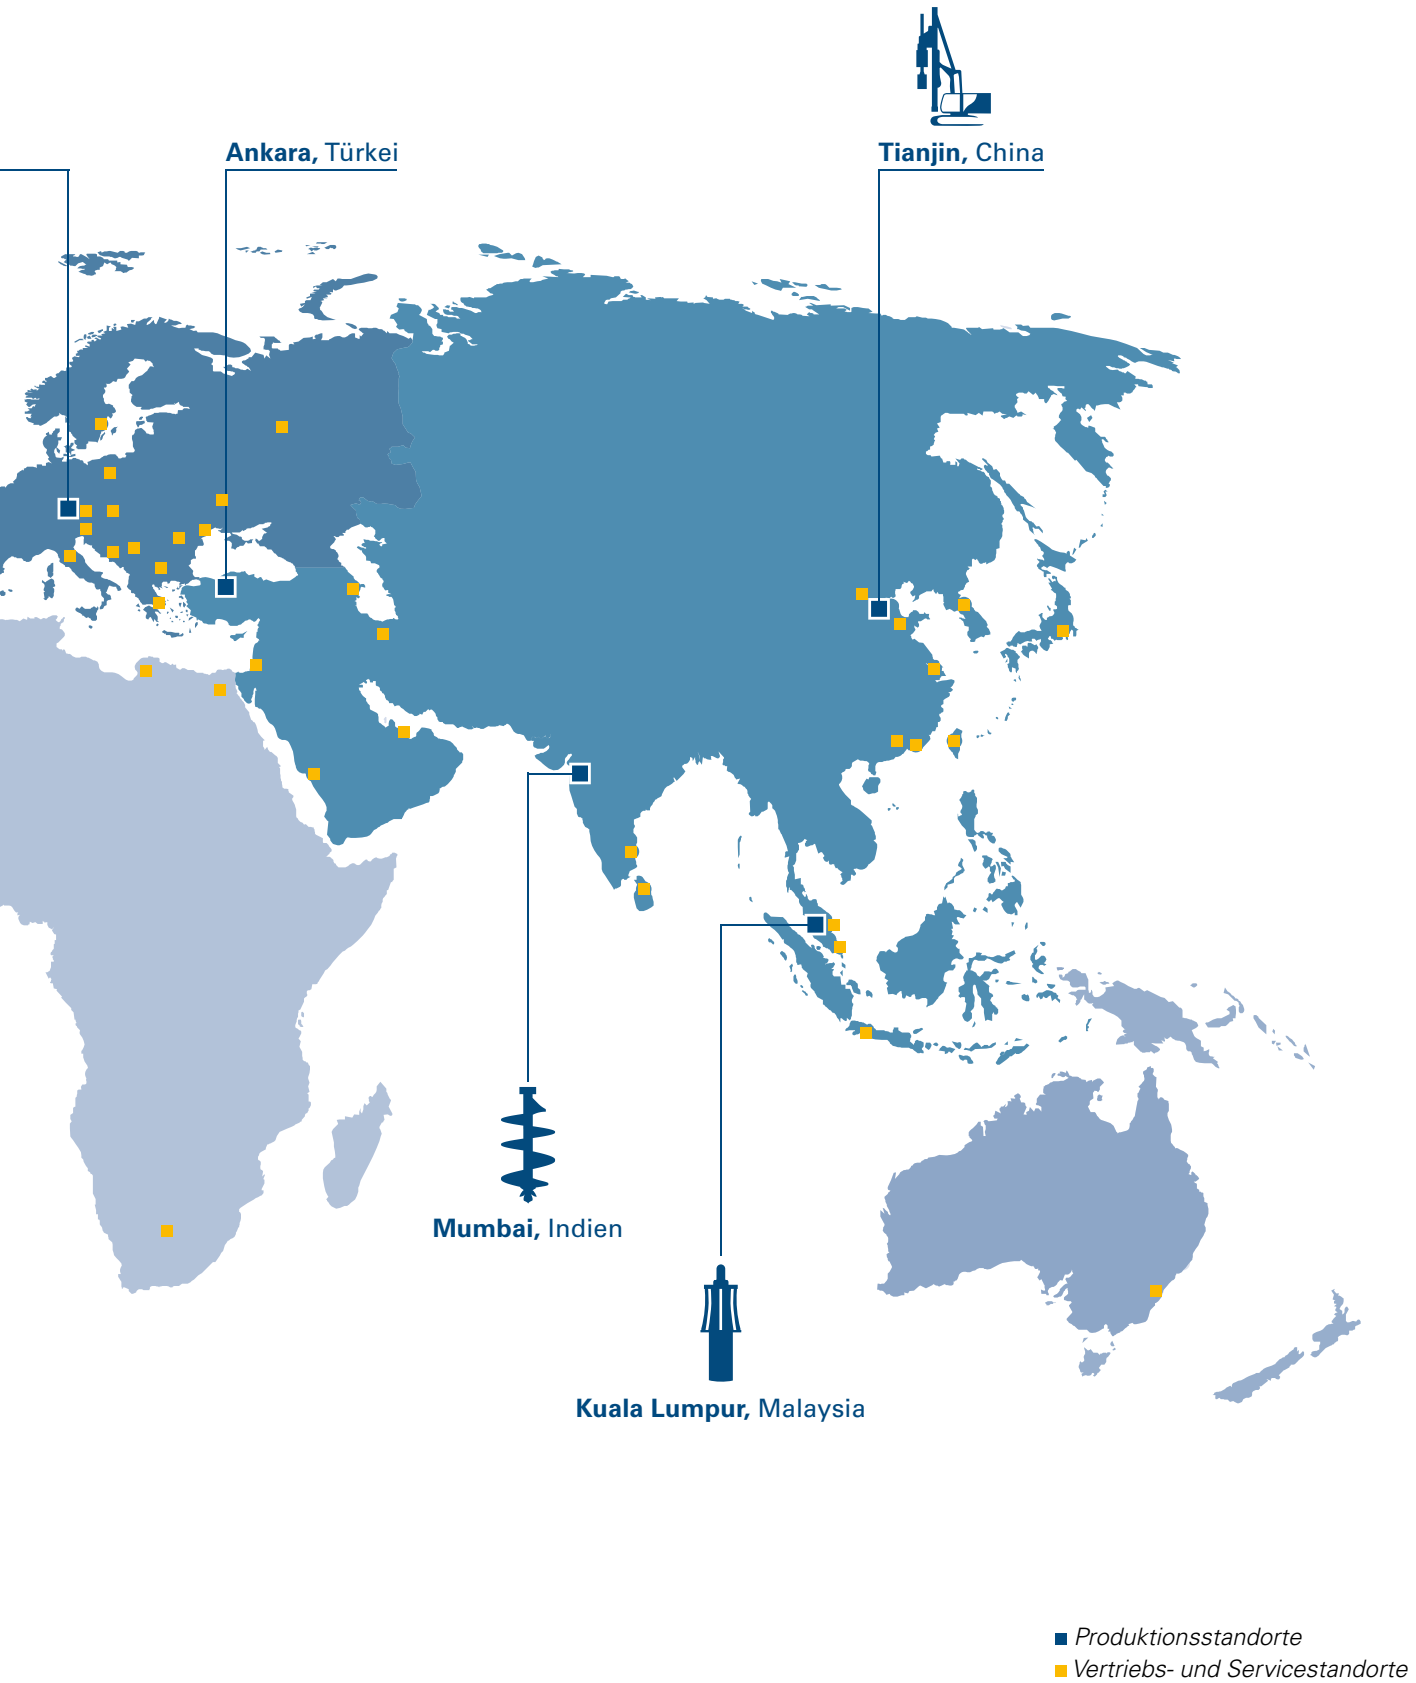 Ankara, Türkei
Tianjin, China
Mumbai, Indien
Kuala Lumpur, Malaysia
Produktionsstandorte
Vertriebs- und Servicestandorte